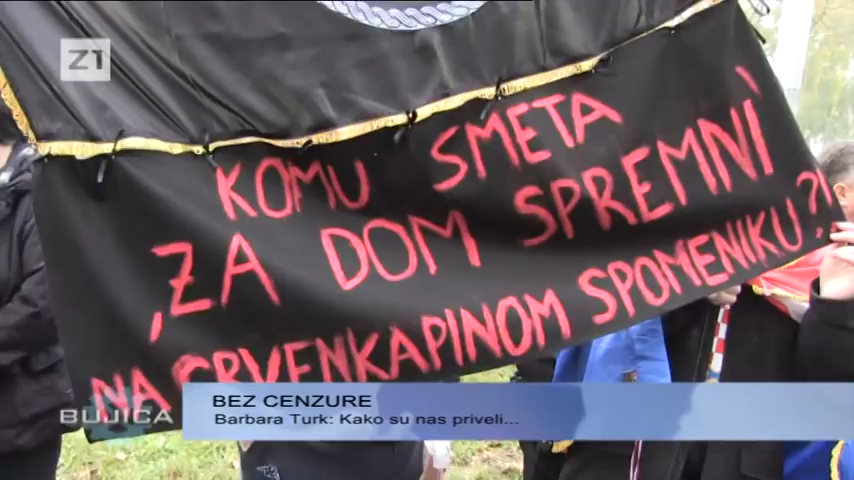 Z1
KOMU SMETA
'ZA DOM SPREMNI'
NA CRVENKAPINOM SPOMENIKU?!
BEZ CENZURE
BUJICA
Barbara Turk: Kako su nas priveli...